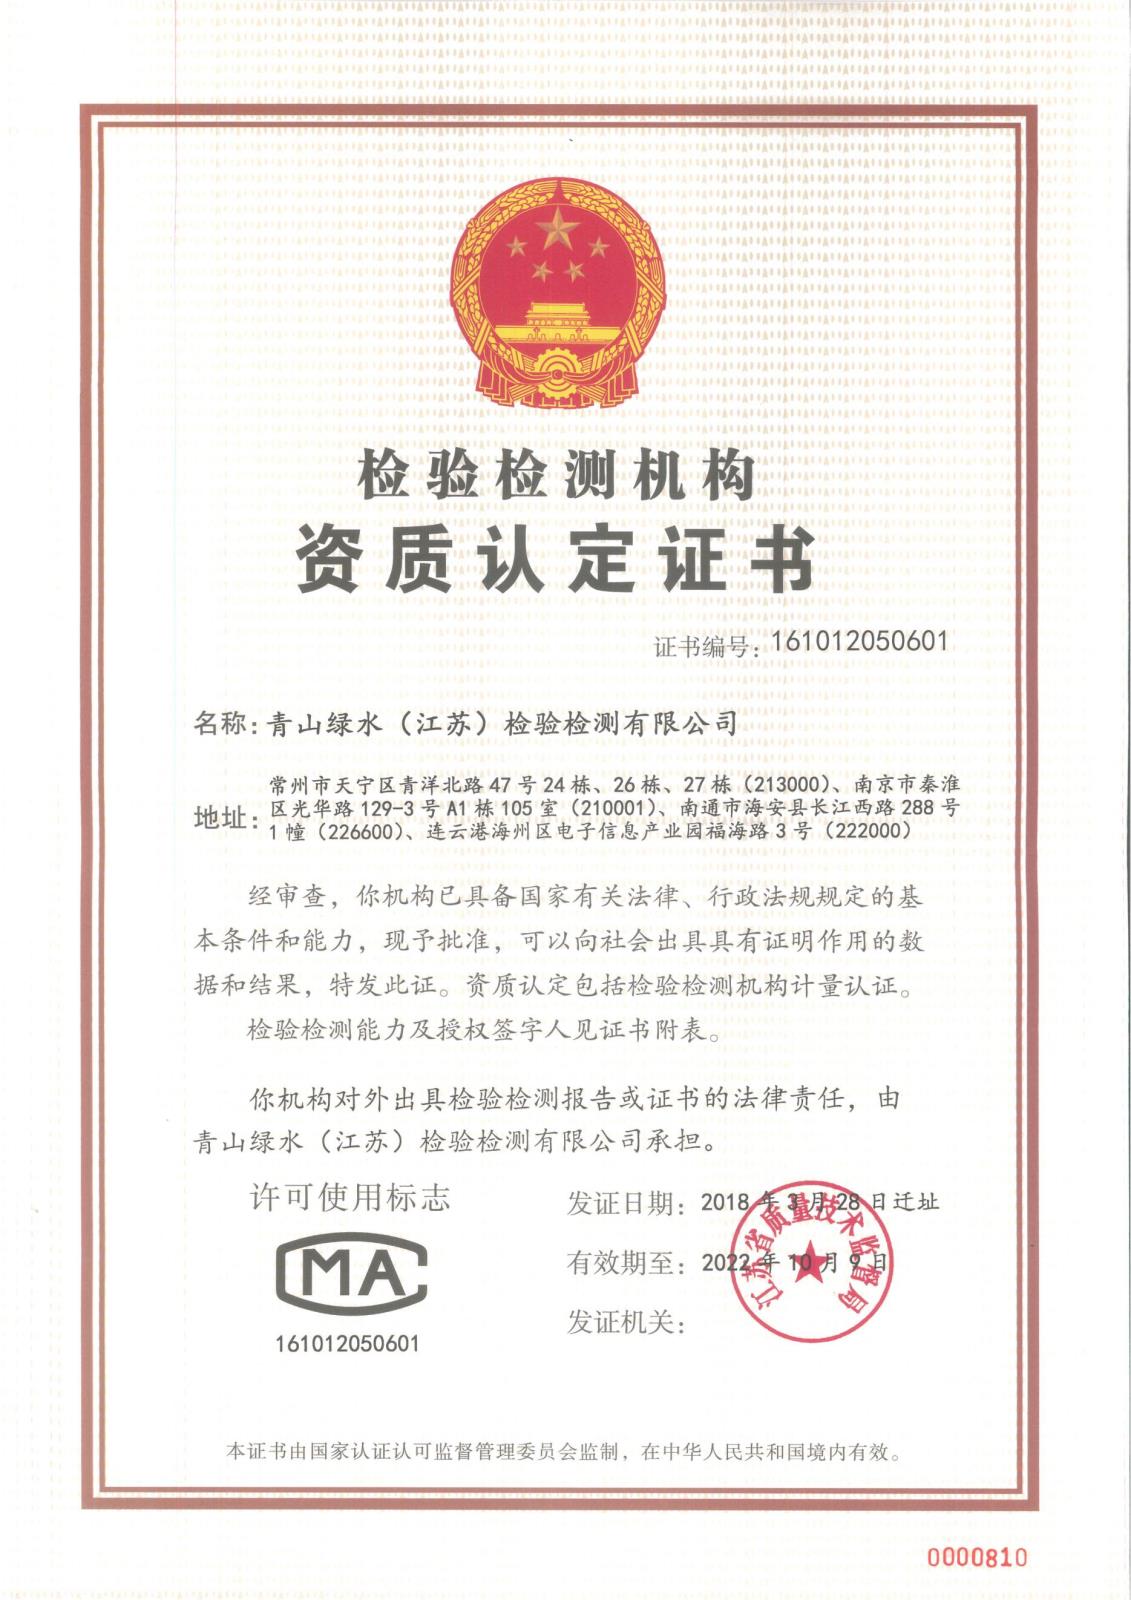 检验检测机构
资质认定证书
证书编号：161012050601
名称：青山绿水（江苏）检验检测有限公司
地址：常州市天宁区青洋北路47号24栋、26栋、27栋（213000）、南京市秦淮
区光华路129-3号A1栋105室（210001）、南通市海安县长江西路288号
1幢（226600）、连云港海州区电子信息产业园福海路3号（222000）
经审查，你机构已具备国家有关法律、行政法规规定的基
本条件和能力，现予批准，可以向社会出具具有证明作用的数
据和结果，特发此证。资质认定包括检验检测机构计量认证。
检验检测能力及授权签字人见证书附表。
你机构对外出具检验检测报告或证书的法律责任，由
青山绿水（江苏）检验检测有限公司承担。
许可使用标志
MA
161012050601
发证日期：2018年3月28日迁址
有效期至：2022年10月9日
发证机关：
江苏省质量技术监督局
本证书由国家认证认可监督管理委员会监制，在中华人民共和国境内有效。
0000810